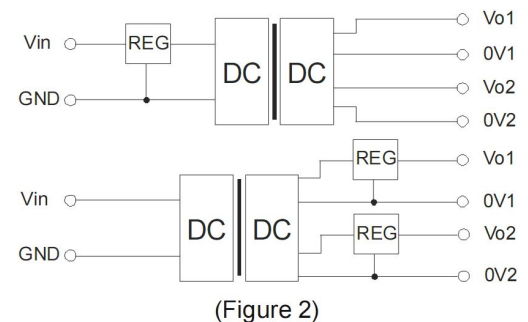 Vin
REG
GND
DC
DC
Vo1
0V1
Vo2
0V2
Vin
GND
DC
DC
REG
Vo1
0V1
REG
Vo2
0V2
(Figure 2)